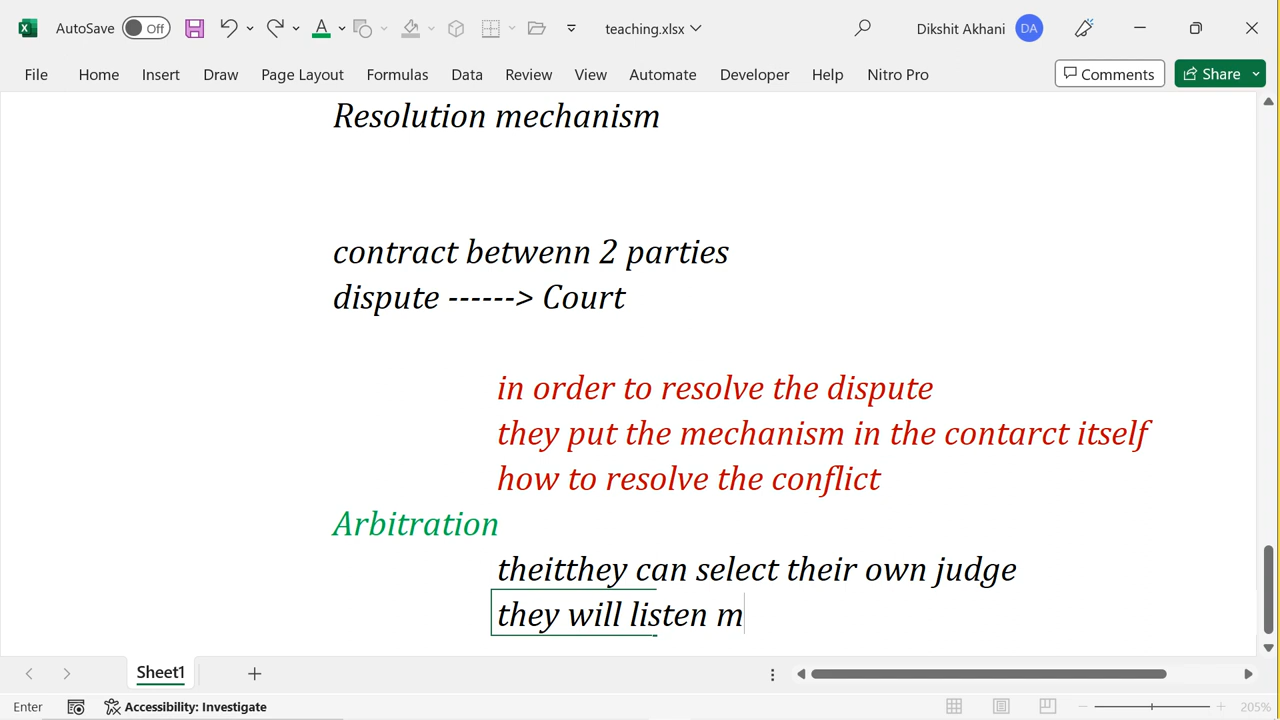 AutoSave Off teaching.xlsx Dikshit Akhani DA
File Home Insert Draw Page Layout Formulas Data Review View Automate Developer Help Nitro Pro Comments Share
Resolution mechanism
contract betwenn 2 parties
dispute ------> Court
in order to resolve the dispute
they put the mechanism in the contarct itself
how to resolve the conflict
Arbitration
theitthey can select their own judge
they will listen m
Sheet1
Enter Accessibility: Investigate 205%